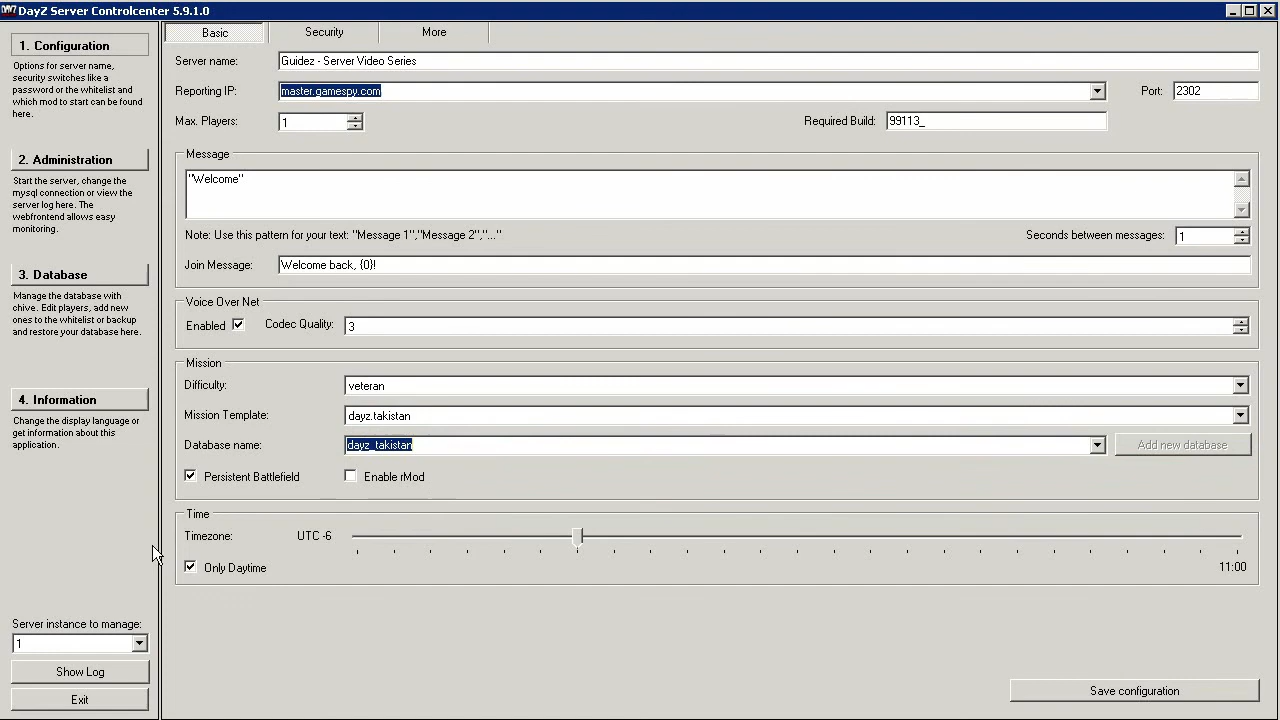 DayZ Server Controlcenter 5.9.1.0
1. Configuration
Options for server name,
security switches like a
password or the whitelist and
which mod to start can be found
here.
2. Administration
Start the server, change the
mysql connection or view the
server log here. The
webfrontend allows easy
monitoring.
3. Database
Manage the database with
chive. Edit players, add new
ones to the whitelist or backup
and restore your database here.
4. Information
Change the display language or
get information about this
application.
Server instance to manage:
1
Show Log
Exit
Basic Security More
Server name: Guidez - Server Video Series
Reporting IP: master.gamespy.com Port: 2302
Max. Players: 1 Required Build: 99113_
Message
"Welcome"
Note: Use this pattern for your text: "Message 1","Message 2","..." Seconds between messages: 1
Join Message: Welcome back, {0}!
Voice Over Net
Enabled Codec Quality: 3
Mission
Difficulty: veteran
Mission Template: dayz.takistan
Database name: dayz_takistan Add new database
Persistent Battlefield Enable rMod
Time
Timezone: UTC -6
Only Daytime 11:00
Save configuration